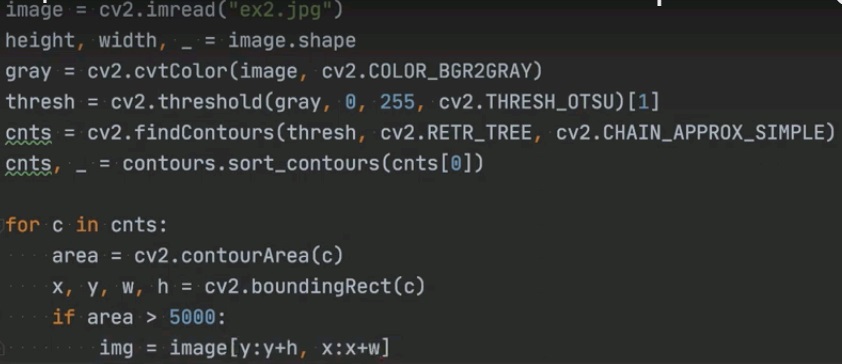 image = cv2.imread("ex2.jpg")
height, width, _ = image.shape
gray = cv2.cvtColor(image, cv2.COLOR_BGR2GRAY)
thresh = cv2.threshold(gray, 0, 255, cv2.THRESH_OTSU)[1]
cnts = cv2.findContours(thresh, cv2.RETR_TREE, cv2.CHAIN_APPROX_SIMPLE)
cnts, _ = contours.sort_contours(cnts[0])
for c in cnts:
    area = cv2.contourArea(c)
    x, y, w, h = cv2.boundingRect(c)
    if area > 5000:
        img = image[y:y+h, x:x+w]